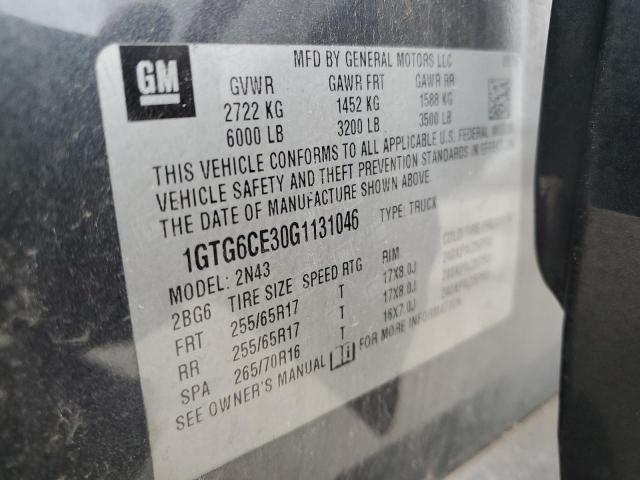 MFD BY GENERAL MOTORS LLC
GM
GVWR GAWR FRT GAWR RR
2722 KG 1452 KG 1588 KG
6000 LB 3200 LB 3500 LB
THIS VEHICLE CONFORMS TO ALL APPLICABLE U.S. FEDERAL MOTOR
VEHICLE SAFETY AND THEFT PREVENTION STANDARDS IN EFFECT ON
THE DATE OF MANUFACTURE SHOWN ABOVE.
1GTG6CE30G1131046 TYPE: TRUCK
MODEL: 2N43
2BG6 TIRE SIZE SPEED RTG RIM
FRT 255/65R17 T 17X8.0J
RR 255/65R17 T 17X8.0J
SPA 265/70R16 T 16X7.0J
SEE OWNER'S MANUAL FOR MORE INFORMATION.